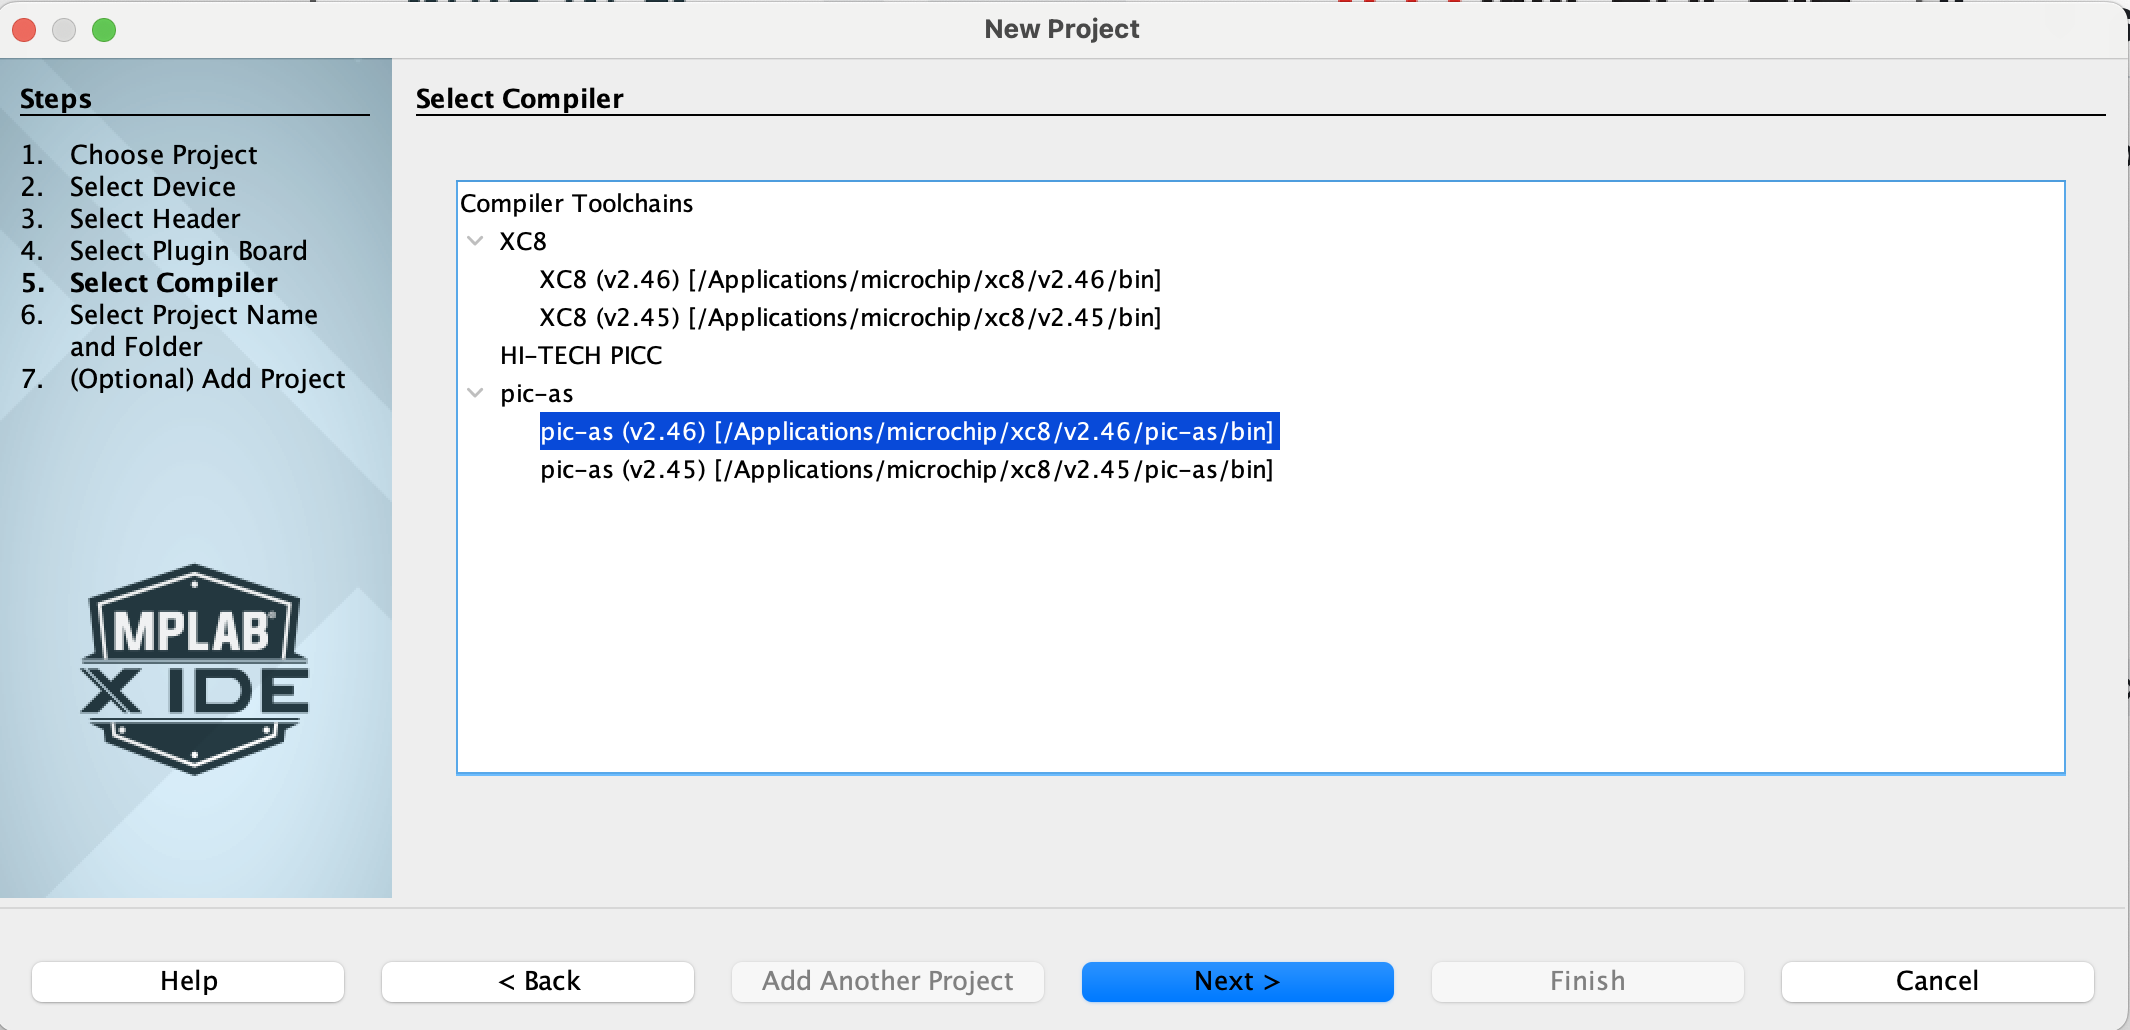 New Project
Steps
1. Choose Project
2. Select Device
3. Select Header
4. Select Plugin Board
5. Select Compiler
6. Select Project Name
and Folder
7. (Optional) Add Project
MPLAB®
X IDE
Select Compiler
Compiler Toolchains
XC8
XC8 (v2.46) [/Applications/microchip/xc8/v2.46/bin]
XC8 (v2.45) [/Applications/microchip/xc8/v2.45/bin]
HI-TECH PICC
pic-as
pic-as (v2.46) [/Applications/microchip/xc8/v2.46/pic-as/bin]
pic-as (v2.45) [/Applications/microchip/xc8/v2.45/pic-as/bin]
Help
< Back
Add Another Project
Next >
Finish
Cancel